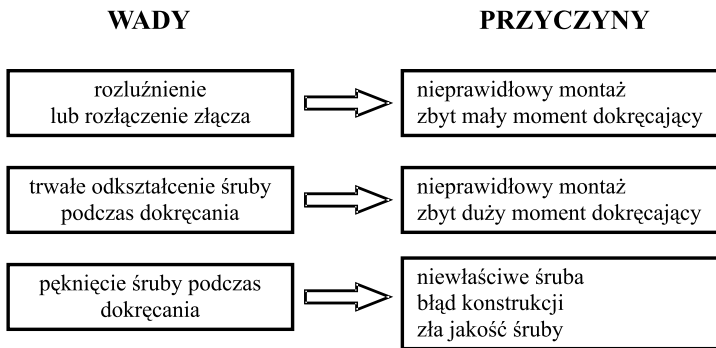 WADY
PRZYCZYNY
rozluźnienie
lub rozłączenie złącza
nieprawidłowy montaż
zbyt mały moment dokręcający
trwałe odkształcenie śruby
podczas dokręcania
nieprawidłowy montaż
zbyt duży moment dokręcający
pęknięcie śruby podczas
dokręcania
niewłaściwe śruba
błąd konstrukcji
zła jakość śruby